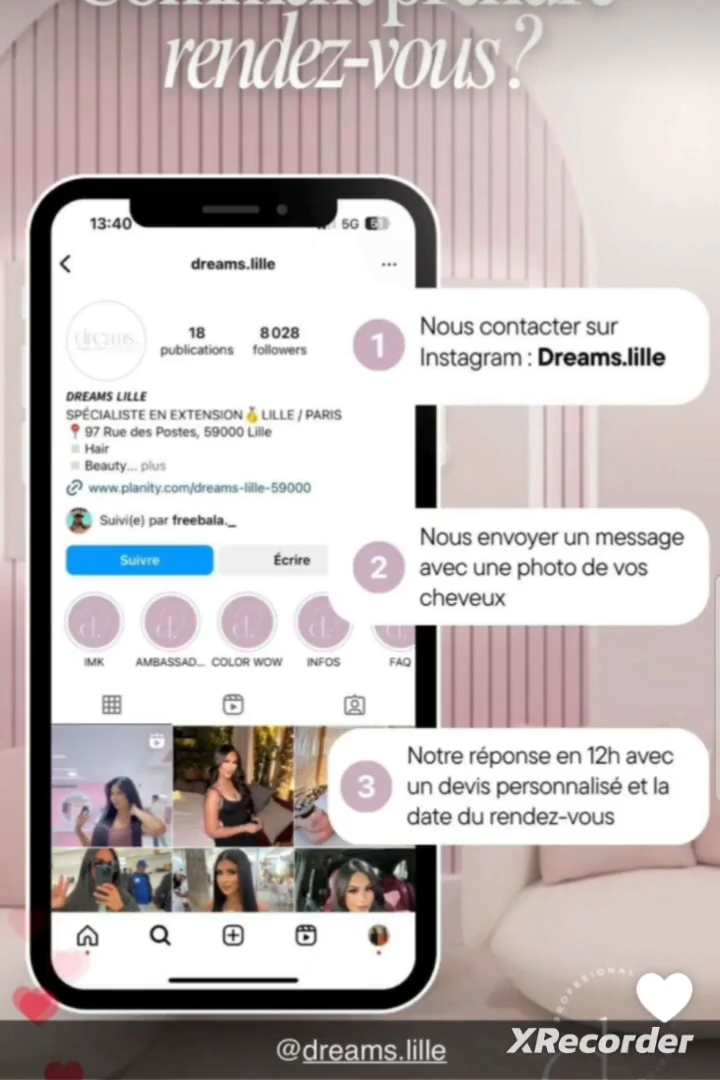 Comment prendre
rendez-vous ?
13:40
5G
dreams.lille
...
dreams.
18
8 028
publications
followers
DREAMS LILLE
SPÉCIALISTE EN EXTENSION🥇LILLE / PARIS
📍 97 Rue des Postes, 59000 Lille
Hair
Beauty... plus
www.planity.com/dreams-lille-59000
Suivi(e) par freebala._
Suivre
Écrire
d.
d.
d.
d.
IMK
AMBASSAD...
COLOR WOW
INFOS
FAQ
1
Nous contacter sur
Instagram : Dreams.lille
2
Nous envoyer un message
avec une photo de vos
cheveux
3
Notre réponse en 12h avec
un devis personnalisé et la
date du rendez-vous
@dreams.lille
XRecorder